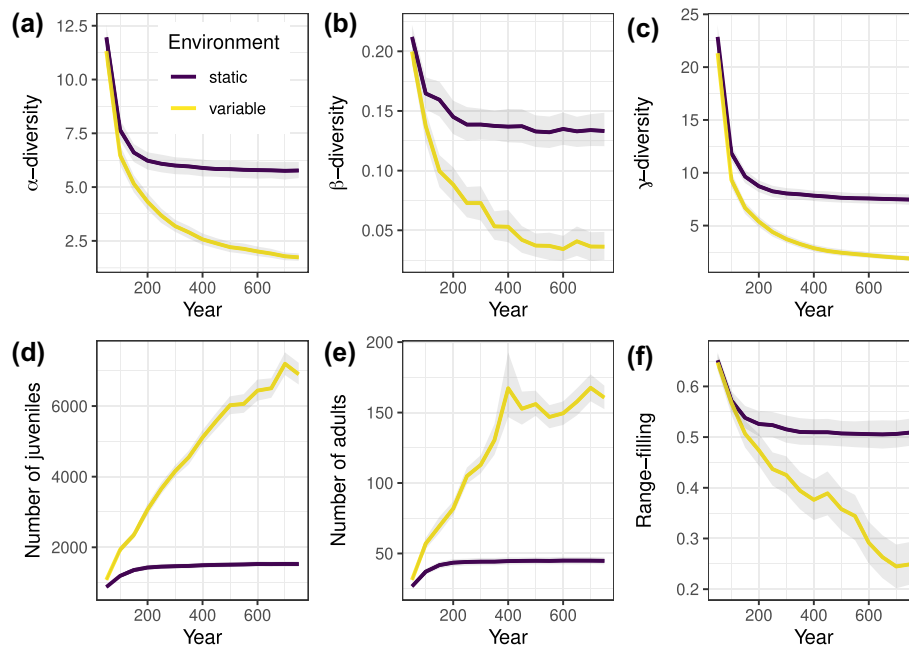 (a)
12.5
10.0
7.5
5.0
2.5
α−diversity
Environment
static
variable
200 400 600
Year
(b)
0.20
0.15
0.10
0.05
β−diversity
200 400 600
Year
(c)
25
20
15
10
5
γ−diversity
200 400 600
Year
(d)
6000
4000
2000
Number of juveniles
200 400 600
Year
(e)
200
150
100
50
Number of adults
200 400 600
Year
(f)
0.6
0.5
0.4
0.3
0.2
Range−filling
200 400 600
Year